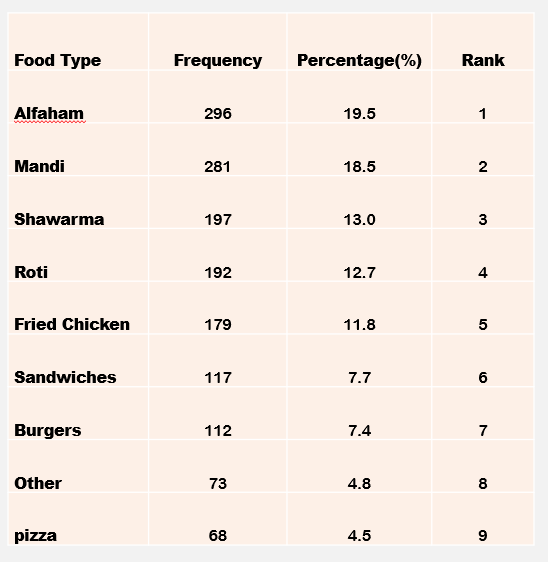 Food Type Frequency Percentage(%) Rank
Alfaham 296 19.5 1
Mandi 281 18.5 2
Shawarma 197 13.0 3
Roti 192 12.7 4
Fried Chicken 179 11.8 5
Sandwiches 117 7.7 6
Burgers 112 7.4 7
Other 73 4.8 8
pizza 68 4.5 9